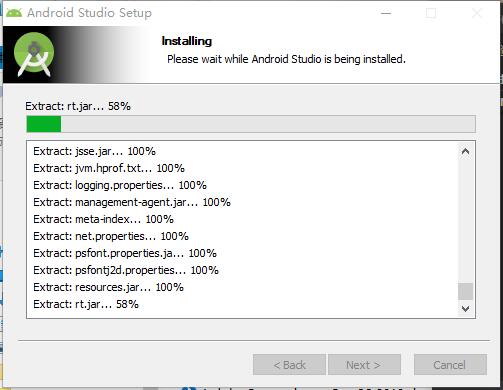 Android Studio Setup
Installing
Please wait while Android Studio is being installed.
Extract: rt.jar... 58%
Extract: jsse.jar... 100%
Extract: jvm.hprof.txt... 100%
Extract: logging.properties... 100%
Extract: management-agent.jar... 100%
Extract: meta-index... 100%
Extract: net.properties... 100%
Extract: psfont.properties.ja... 100%
Extract: psfontj2d.properties... 100%
Extract: resources.jar... 100%
Extract: rt.jar... 58%
< Back
Next >
Cancel